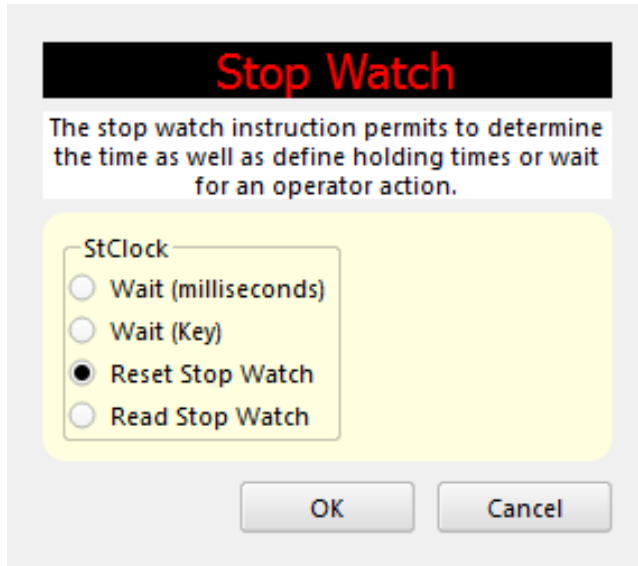 Stop Watch
The stop watch instruction permits to determine
the time as well as define holding times or wait
for an operator action.
StClock
Wait (milliseconds)
Wait (Key)
Reset Stop Watch
Read Stop Watch
OK Cancel